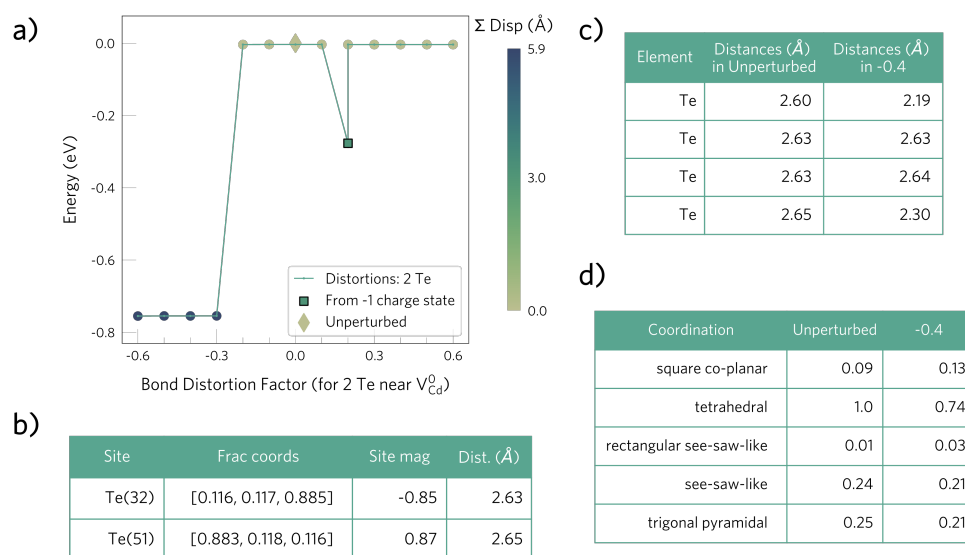 a)
Σ Disp (Å)
5.9
3.0
0.0
0.0
-0.2
-0.4
-0.6
-0.8
Energy (eV)
Distortions: 2 Te
From -1 charge state
Unperturbed
-0.6
-0.3
0.0
0.3
0.6
Bond Distortion Factor (for 2 Te near V⁰Cd)
b)
Site Frac coords Site mag Dist. (Å)
Te(32) [0.116, 0.117, 0.885] -0.85 2.63
Te(51) [0.883, 0.118, 0.116] 0.87 2.65
c)
Element Distances (Å) in Unperturbed Distances (Å) in -0.4
Te 2.60 2.19
Te 2.63 2.63
Te 2.63 2.64
Te 2.65 2.30
d)
Coordination Unperturbed -0.4
square co-planar 0.09 0.13
tetrahedral 1.0 0.74
rectangular see-saw-like 0.01 0.03
see-saw-like 0.24 0.21
trigonal pyramidal 0.25 0.21